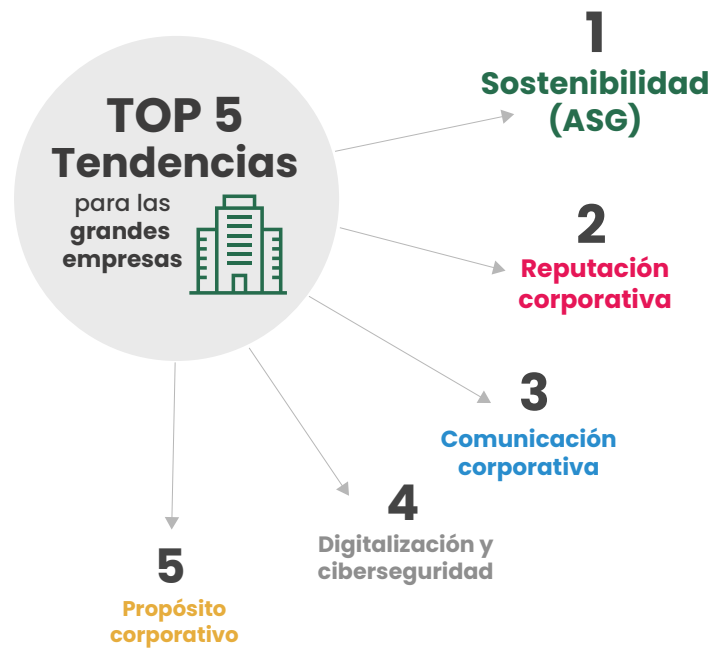 TOP 5
Tendencias
para las
grandes
empresas
1
Sostenibilidad
(ASG)
2
Reputación
corporativa
3
Comunicación
corporativa
4
Digitalización y
ciberseguridad
5
Propósito
corporativo